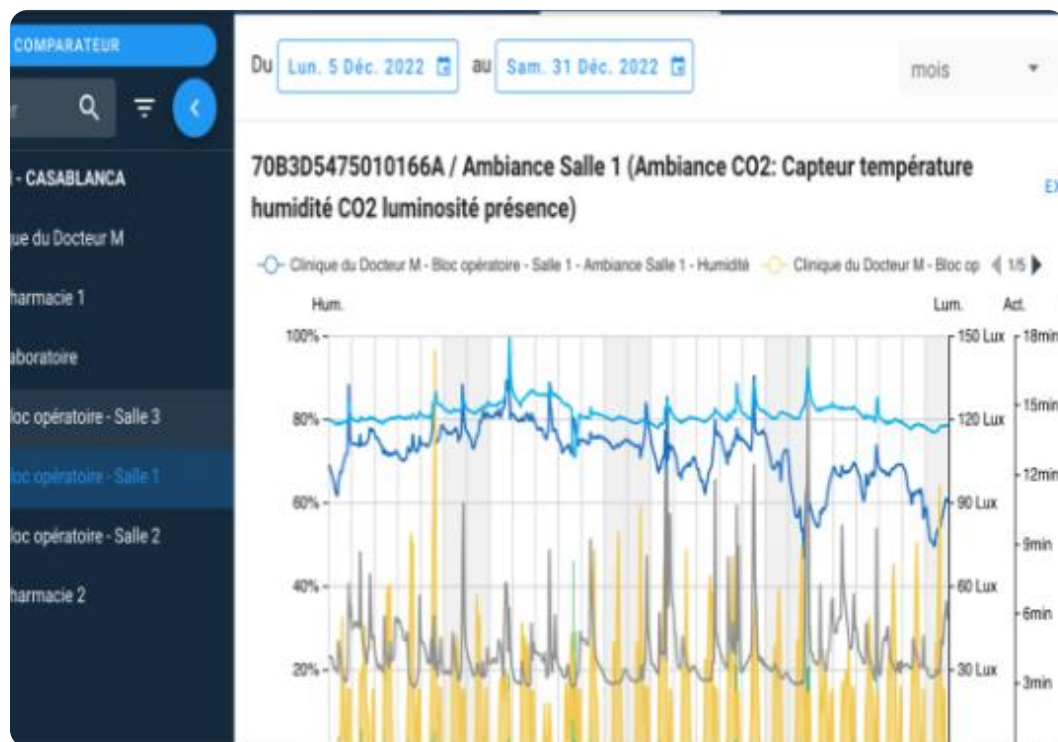 COMPARATEUR
Du Lun. 5 Déc. 2022 au Sam. 31 Déc. 2022 mois
r
- CASABLANCA
que du Docteur M
harmacie 1
aboratoire
loc opératoire - Salle 3
loc opératoire - Salle 1
loc opératoire - Salle 2
harmacie 2
70B3D5475010166A / Ambiance Salle 1 (Ambiance CO2: Capteur température
humidité CO2 luminosité présence)
EX
Clinique du Docteur M - Bloc opératoire - Salle 1 - Ambiance Salle 1 - Humidité Clinique du Docteur M - Bloc op 1/5
Hum. Lum. Act.
100% 150 Lux 18min
80% 120 Lux 15min
12min
60% 90 Lux
9min
40% 60 Lux
6min
20% 30 Lux
3min